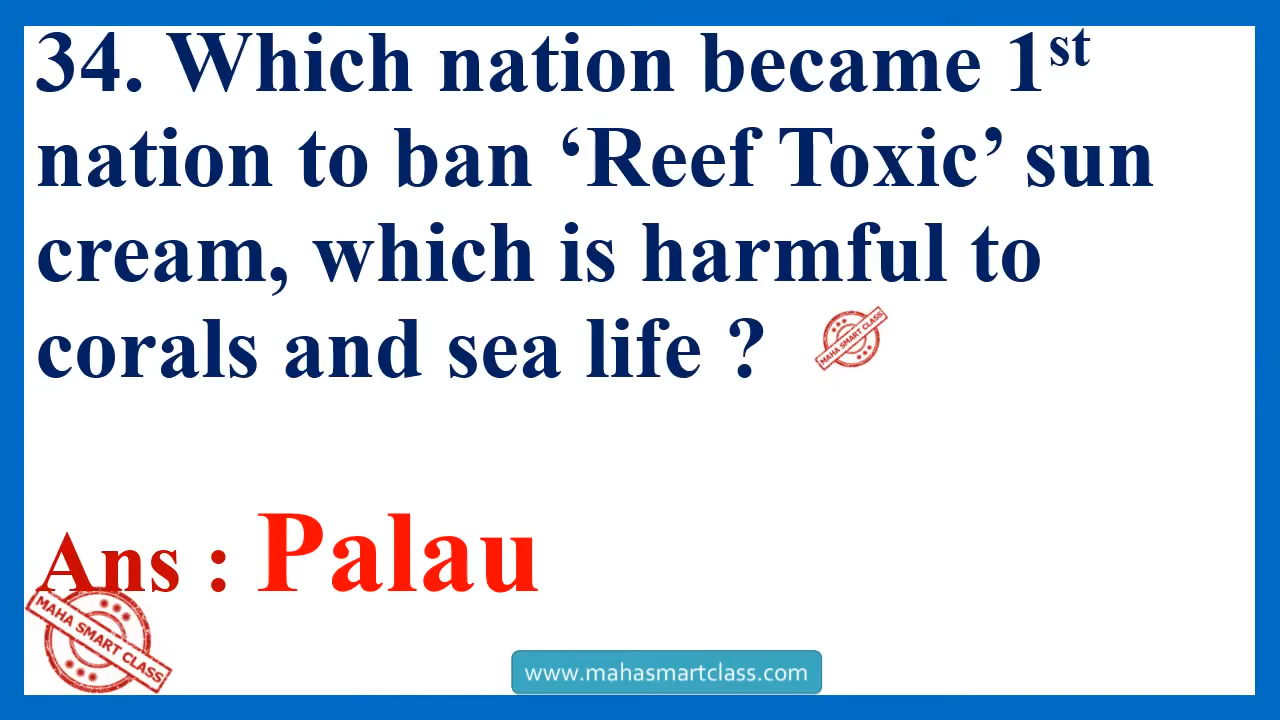 34. Which nation became 1st
nation to ban ‘Reef Toxic’ sun
cream, which is harmful to
corals and sea life ?
MAHA SMART CLASS
Ans : Palau
MAHA SMART CLASS
www.mahasmartclass.com